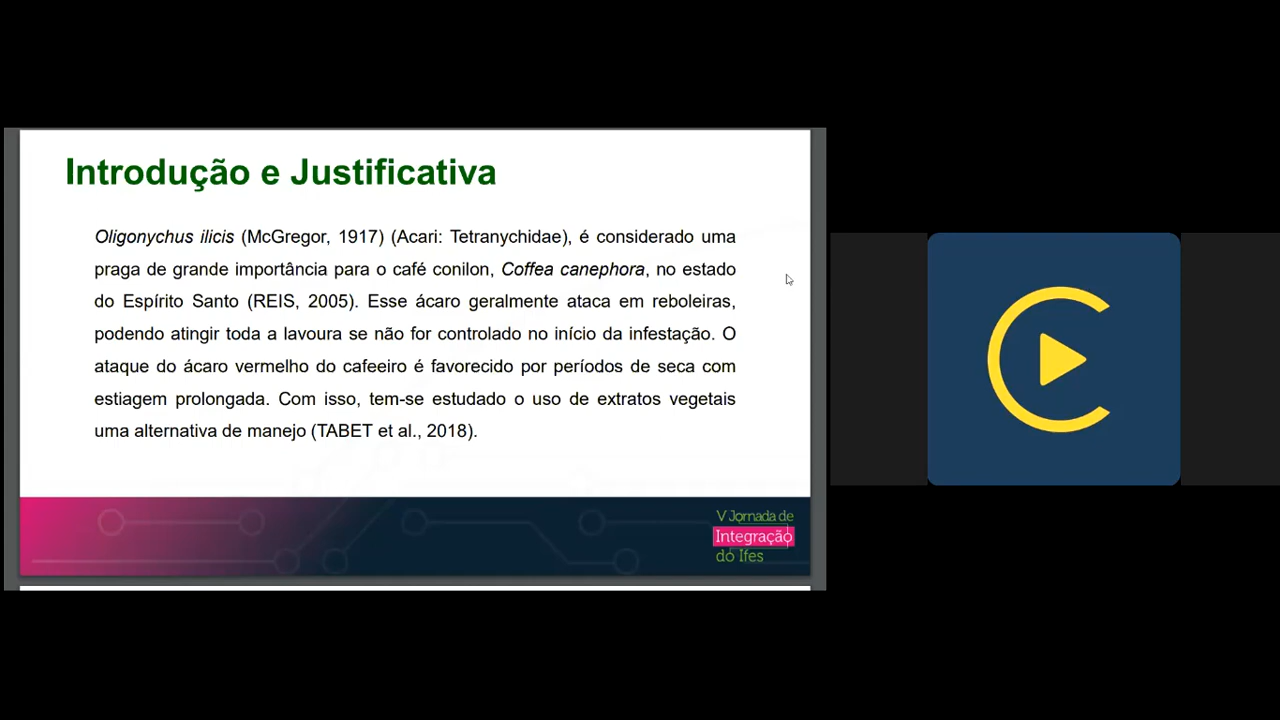 Introdução e Justificativa
Oligonychus ilicis (McGregor, 1917) (Acari: Tetranychidae), é considerado uma
praga de grande importância para o café conilon, Coffea canephora, no estado
do Espírito Santo (REIS, 2005). Esse ácaro geralmente ataca em reboleiras,
podendo atingir toda a lavoura se não for controlado no início da infestação. O
ataque do ácaro vermelho do cafeeiro é favorecido por períodos de seca com
estiagem prolongada. Com isso, tem-se estudado o uso de extratos vegetais
uma alternativa de manejo (TABET et al., 2018).
V Jornada de
Integração
do Ifes